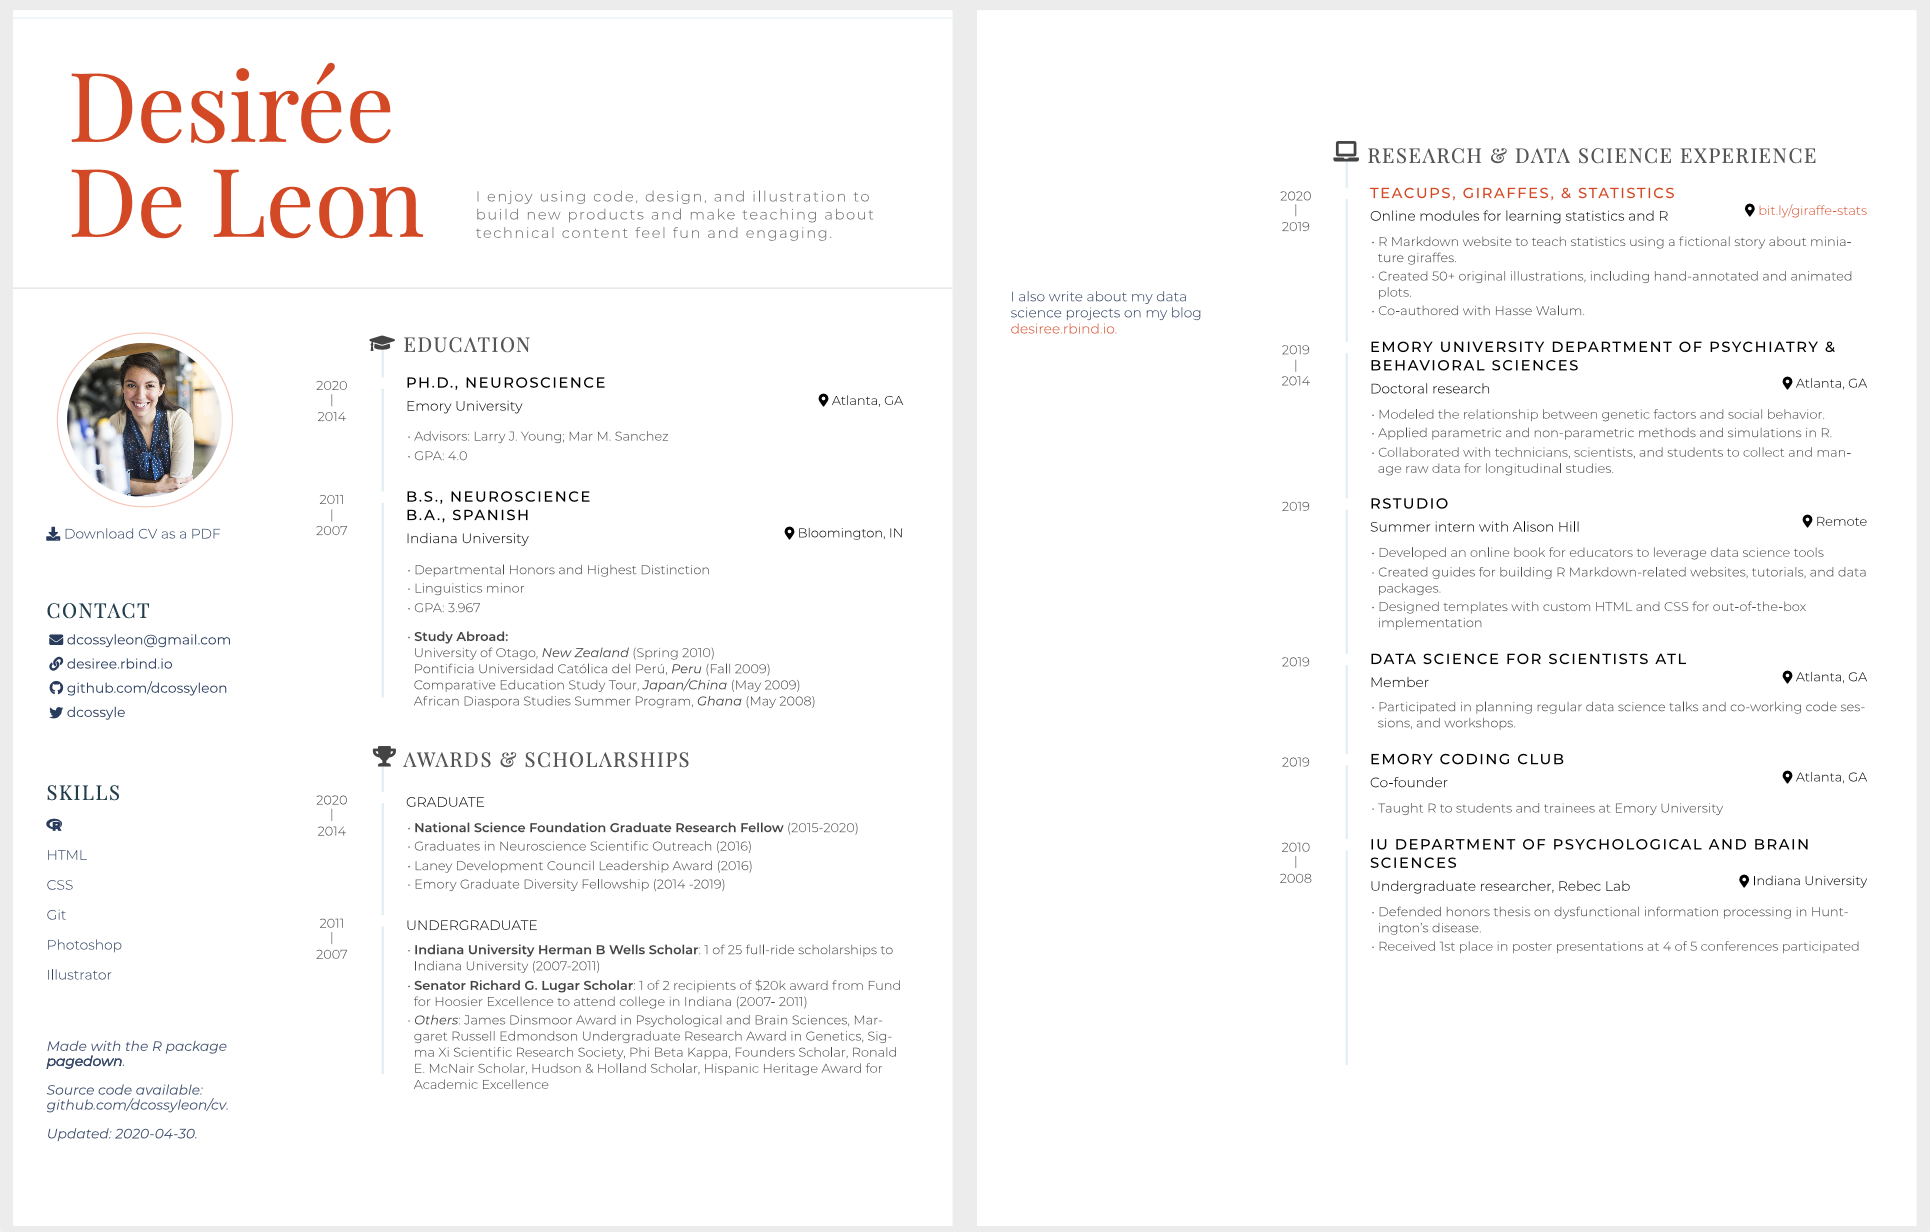 Desirée
De Leon
I enjoy using code, design, and illustration to
build new products and make teaching about
technical content feel fun and engaging.
Download CV as a PDF
CONTACT
dcossyleon@gmail.com
desiree.rbind.io
github.com/dcossyleon
dcossyle
SKILLS
R
HTML
CSS
Git
Photoshop
Illustrator
Made with the R package
pagedown.
Source code available:
github.com/dcossyleon/cv.
Updated: 2020-04-30.
EDUCATION
2020
|
2014
PH.D., NEUROSCIENCE
Emory University
Atlanta, GA
· Advisors: Larry J. Young; Mar M. Sanchez
· GPA: 4.0
2011
|
2007
B.S., NEUROSCIENCE
B.A., SPANISH
Indiana University
Bloomington, IN
· Departmental Honors and Highest Distinction
· Linguistics minor
· GPA: 3.967
· Study Abroad:
University of Otago, New Zealand (Spring 2010)
Pontificia Universidad Católica del Perú, Peru (Fall 2009)
Comparative Education Study Tour, Japan/China (May 2009)
African Diaspora Studies Summer Program, Ghana (May 2008)
AWARDS & SCHOLARSHIPS
2020
|
2014
GRADUATE
· National Science Foundation Graduate Research Fellow (2015-2020)
· Graduates in Neuroscience Scientific Outreach (2016)
· Laney Development Council Leadership Award (2016)
· Emory Graduate Diversity Fellowship (2014 -2019)
2011
|
2007
UNDERGRADUATE
· Indiana University Herman B Wells Scholar: 1 of 25 full-ride scholarships to
Indiana University (2007-2011)
· Senator Richard G. Lugar Scholar: 1 of 2 recipients of $20k award from Fund
for Hoosier Excellence to attend college in Indiana (2007- 2011)
· Others: James Dinsmoor Award in Psychological and Brain Sciences, Mar-
garet Russell Edmondson Undergraduate Research Award in Genetics, Sig-
ma Xi Scientific Research Society, Phi Beta Kappa, Founders Scholar, Ronald
E. McNair Scholar, Hudson & Holland Scholar, Hispanic Heritage Award for
Academic Excellence
I also write about my data
science projects on my blog
desiree.rbind.io.
RESEARCH & DATA SCIENCE EXPERIENCE
2020
|
2019
TEACUPS, GIRAFFES, & STATISTICS
Online modules for learning statistics and R
bit.ly/giraffe-stats
· R Markdown website to teach statistics using a fictional story about minia-
ture giraffes.
· Created 50+ original illustrations, including hand-annotated and animated
plots.
· Co-authored with Hasse Walum.
2019
|
2014
EMORY UNIVERSITY DEPARTMENT OF PSYCHIATRY &
BEHAVIORAL SCIENCES
Doctoral research
Atlanta, GA
· Modeled the relationship between genetic factors and social behavior.
· Applied parametric and non-parametric methods and simulations in R.
· Collaborated with technicians, scientists, and students to collect and man-
age raw data for longitudinal studies.
2019
RSTUDIO
Summer intern with Alison Hill
Remote
· Developed an online book for educators to leverage data science tools
· Created guides for building R Markdown-related websites, tutorials, and data
packages.
· Designed templates with custom HTML and CSS for out-of-the-box
implementation
2019
DATA SCIENCE FOR SCIENTISTS ATL
Member
Atlanta, GA
· Participated in planning regular data science talks and co-working code ses-
sions, and workshops.
2019
EMORY CODING CLUB
Co-founder
Atlanta, GA
· Taught R to students and trainees at Emory University
2010
|
2008
IU DEPARTMENT OF PSYCHOLOGICAL AND BRAIN
SCIENCES
Undergraduate researcher, Rebec Lab
Indiana University
· Defended honors thesis on dysfunctional information processing in Hunt-
ington's disease.
· Received 1st place in poster presentations at 4 of 5 conferences participated